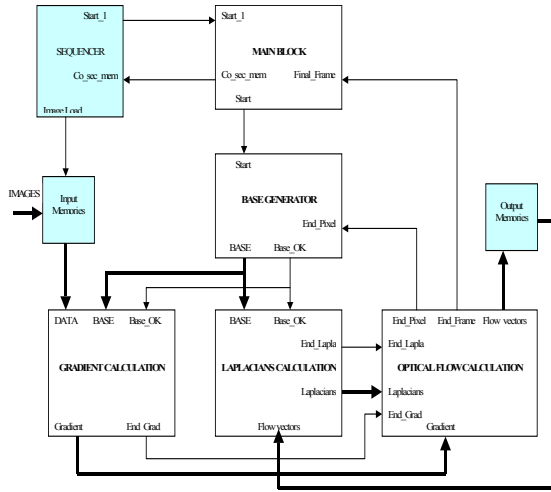 Start_1
Start_1
SEQUENCER
MAIN BLOCK
Co_sec_mem
Co_sec_mem
Final_Frame
Image Load
Start
Start
IMAGES
Input
Memories
BASE GENERATOR
Output
Memories
End_Pixel
BASE
Base_OK
DATA
BASE
Base_OK
BASE
Base_OK
End_Pixel
End_Frame
Flow vectors
End_Lapla
End_Lapla
GRADIENT CALCULATION
LAPLACIANS CALCULATION
OPTICAL FLOW CALCULATION
Laplacians
Laplacians
End_Grad
Gradient
End_Grad
Flow vectors
Gradient